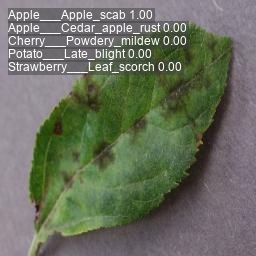 Apple___Apple_scab 1.00
Apple___Cedar_apple_rust 0.00
Cherry___Powdery_mildew 0.00
Potato___Late_blight 0.00
Strawberry___Leaf_scorch 0.00